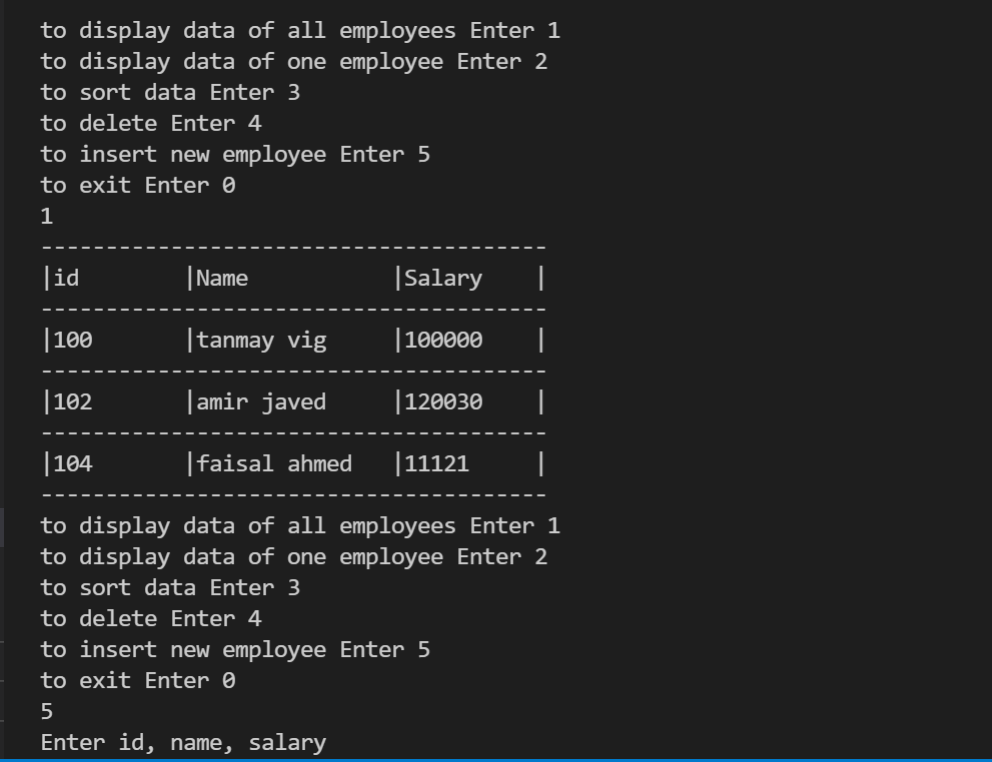 to display data of all employees Enter 1
to display data of one employee Enter 2
to sort data Enter 3
to delete Enter 4
to insert new employee Enter 5
to exit Enter 0
1
---------------------------------------
|id        |Name           |Salary    |
---------------------------------------
|100       |tanmay vig     |100000    |
---------------------------------------
|102       |amir javed     |120030    |
---------------------------------------
|104       |faisal ahmed   |11121     |
---------------------------------------
to display data of all employees Enter 1
to display data of one employee Enter 2
to sort data Enter 3
to delete Enter 4
to insert new employee Enter 5
to exit Enter 0
5
Enter id, name, salary